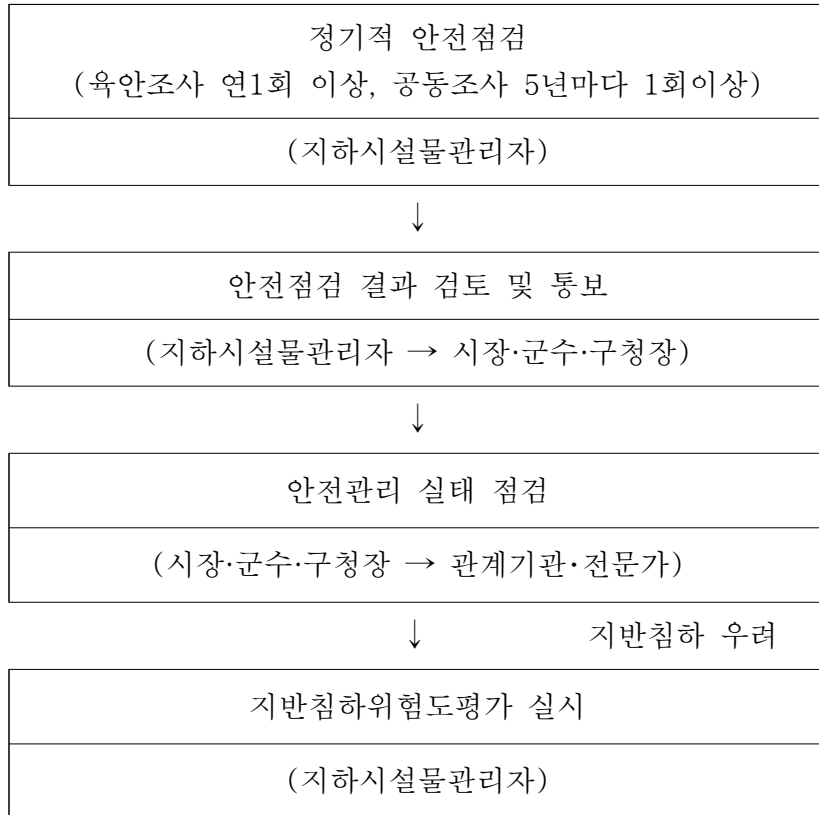 정기적 안전점검
(육안조사 연1회 이상, 공동조사 5년마다 1회이상)
(지하시설물관리자)
↓
안전점검 결과 검토 및 통보
(지하시설물관리자 → 시장·군수·구청장)
↓
안전관리 실태 점검
(시장·군수·구청장 → 관계기관·전문가)
↓ 지반침하 우려
지반침하위험도평가 실시
(지하시설물관리자)